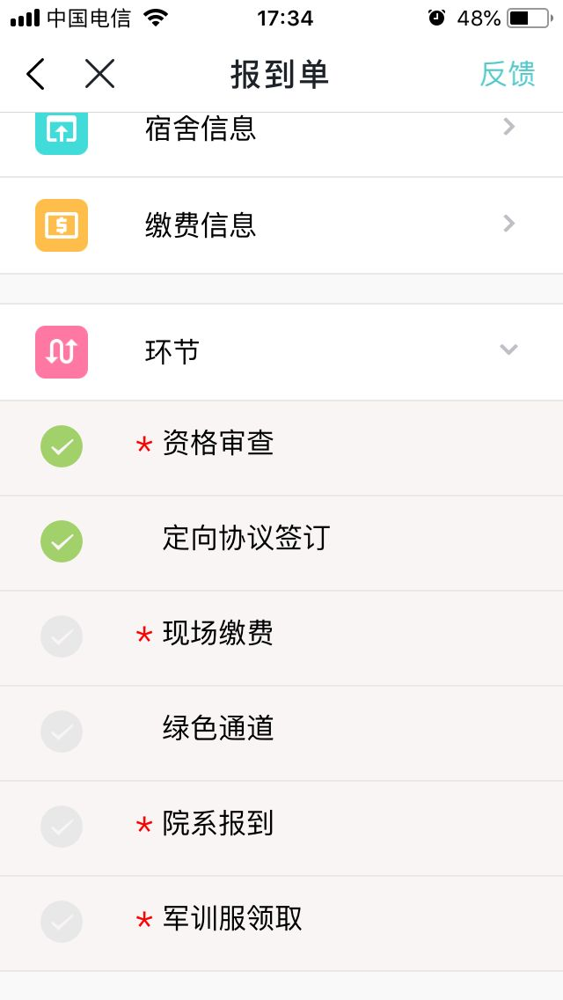 中国电信 17:34 48%
报到单 反馈
宿舍信息
缴费信息
环节
* 资格审查
定向协议签订
* 现场缴费
绿色通道
* 院系报到
* 军训服领取